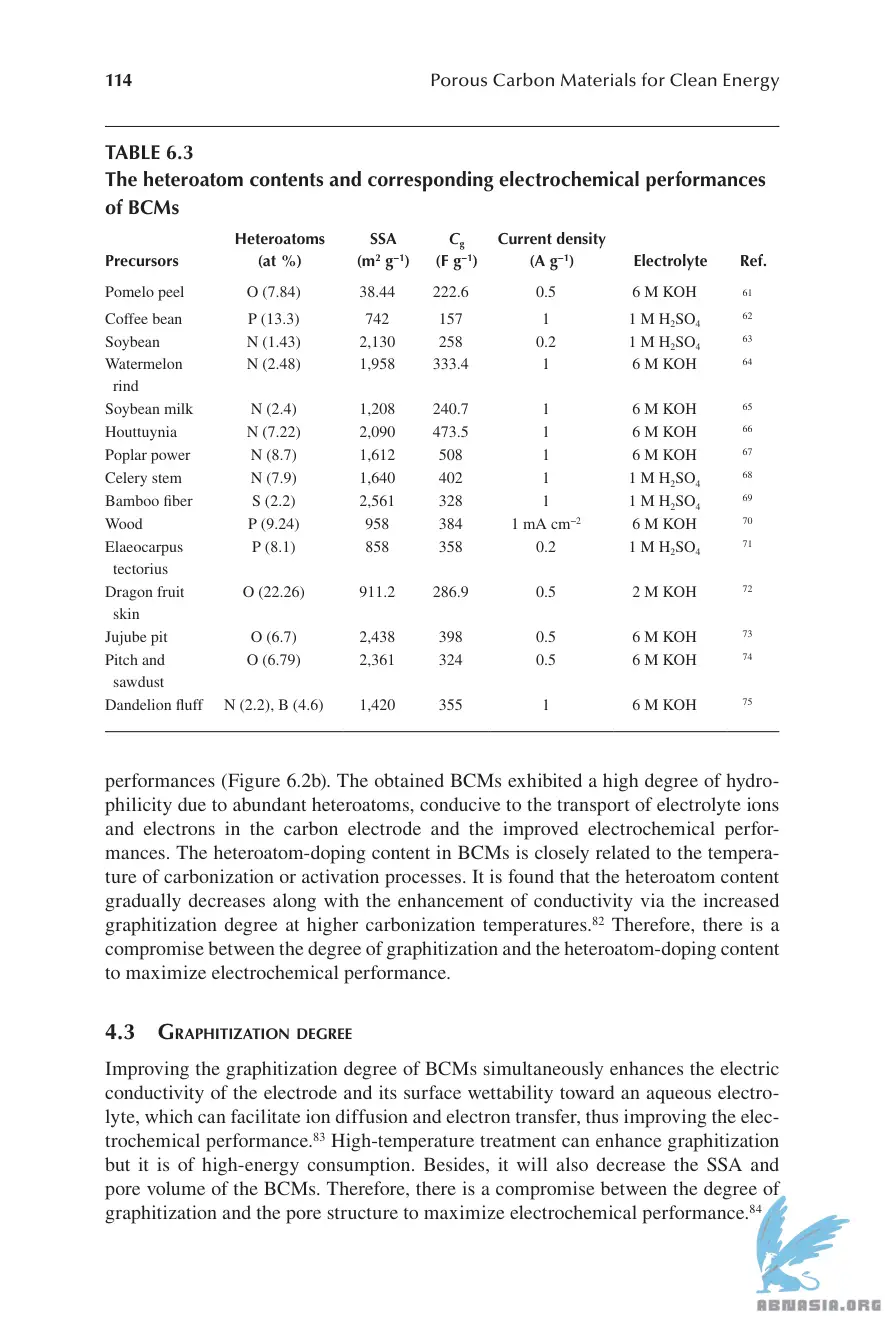 114 Porous Carbon Materials for Clean Energy
TABLE 6.3
The heteroatom contents and corresponding electrochemical performances
of BCMs
Heteroatoms SSA Cg Current density
Precursors (at %) (m² g⁻¹) (F g⁻¹) (A g⁻¹) Electrolyte Ref.
Pomelo peel O (7.84) 38.44 222.6 0.5 6 M KOH 61
Coffee bean P (13.3) 742 157 1 1 M H₂SO₄ 62
Soybean N (1.43) 2,130 258 0.2 1 M H₂SO₄ 63
Watermelon N (2.48) 1,958 333.4 1 6 M KOH 64
rind
Soybean milk N (2.4) 1,208 240.7 1 6 M KOH 65
Houttuynia N (7.22) 2,090 473.5 1 6 M KOH 66
Poplar power N (8.7) 1,612 508 1 6 M KOH 67
Celery stem N (7.9) 1,640 402 1 1 M H₂SO₄ 68
Bamboo fiber S (2.2) 2,561 328 1 1 M H₂SO₄ 69
Wood P (9.24) 958 384 1 mA cm⁻² 6 M KOH 70
Elaeocarpus P (8.1) 858 358 0.2 1 M H₂SO₄ 71
tectorius
Dragon fruit O (22.26) 911.2 286.9 0.5 2 M KOH 72
skin
Jujube pit O (6.7) 2,438 398 0.5 6 M KOH 73
Pitch and O (6.79) 2,361 324 0.5 6 M KOH 74
sawdust
Dandelion fluff N (2.2), B (4.6) 1,420 355 1 6 M KOH 75
performances (Figure 6.2b). The obtained BCMs exhibited a high degree of hydro-
philicity due to abundant heteroatoms, conducive to the transport of electrolyte ions
and electrons in the carbon electrode and the improved electrochemical perfor-
mances. The heteroatom-doping content in BCMs is closely related to the tempera-
ture of carbonization or activation processes. It is found that the heteroatom content
gradually decreases along with the enhancement of conductivity via the increased
graphitization degree at higher carbonization temperatures.⁸² Therefore, there is a
compromise between the degree of graphitization and the heteroatom-doping content
to maximize electrochemical performance.
4.3 Graphitization degree
Improving the graphitization degree of BCMs simultaneously enhances the electric
conductivity of the electrode and its surface wettability toward an aqueous electro-
lyte, which can facilitate ion diffusion and electron transfer, thus improving the elec-
trochemical performance.⁸³ High-temperature treatment can enhance graphitization
but it is of high-energy consumption. Besides, it will also decrease the SSA and
pore volume of the BCMs. Therefore, there is a compromise between the degree of
graphitization and the pore structure to maximize electrochemical performance.⁸⁴
ABNASIA.ORG